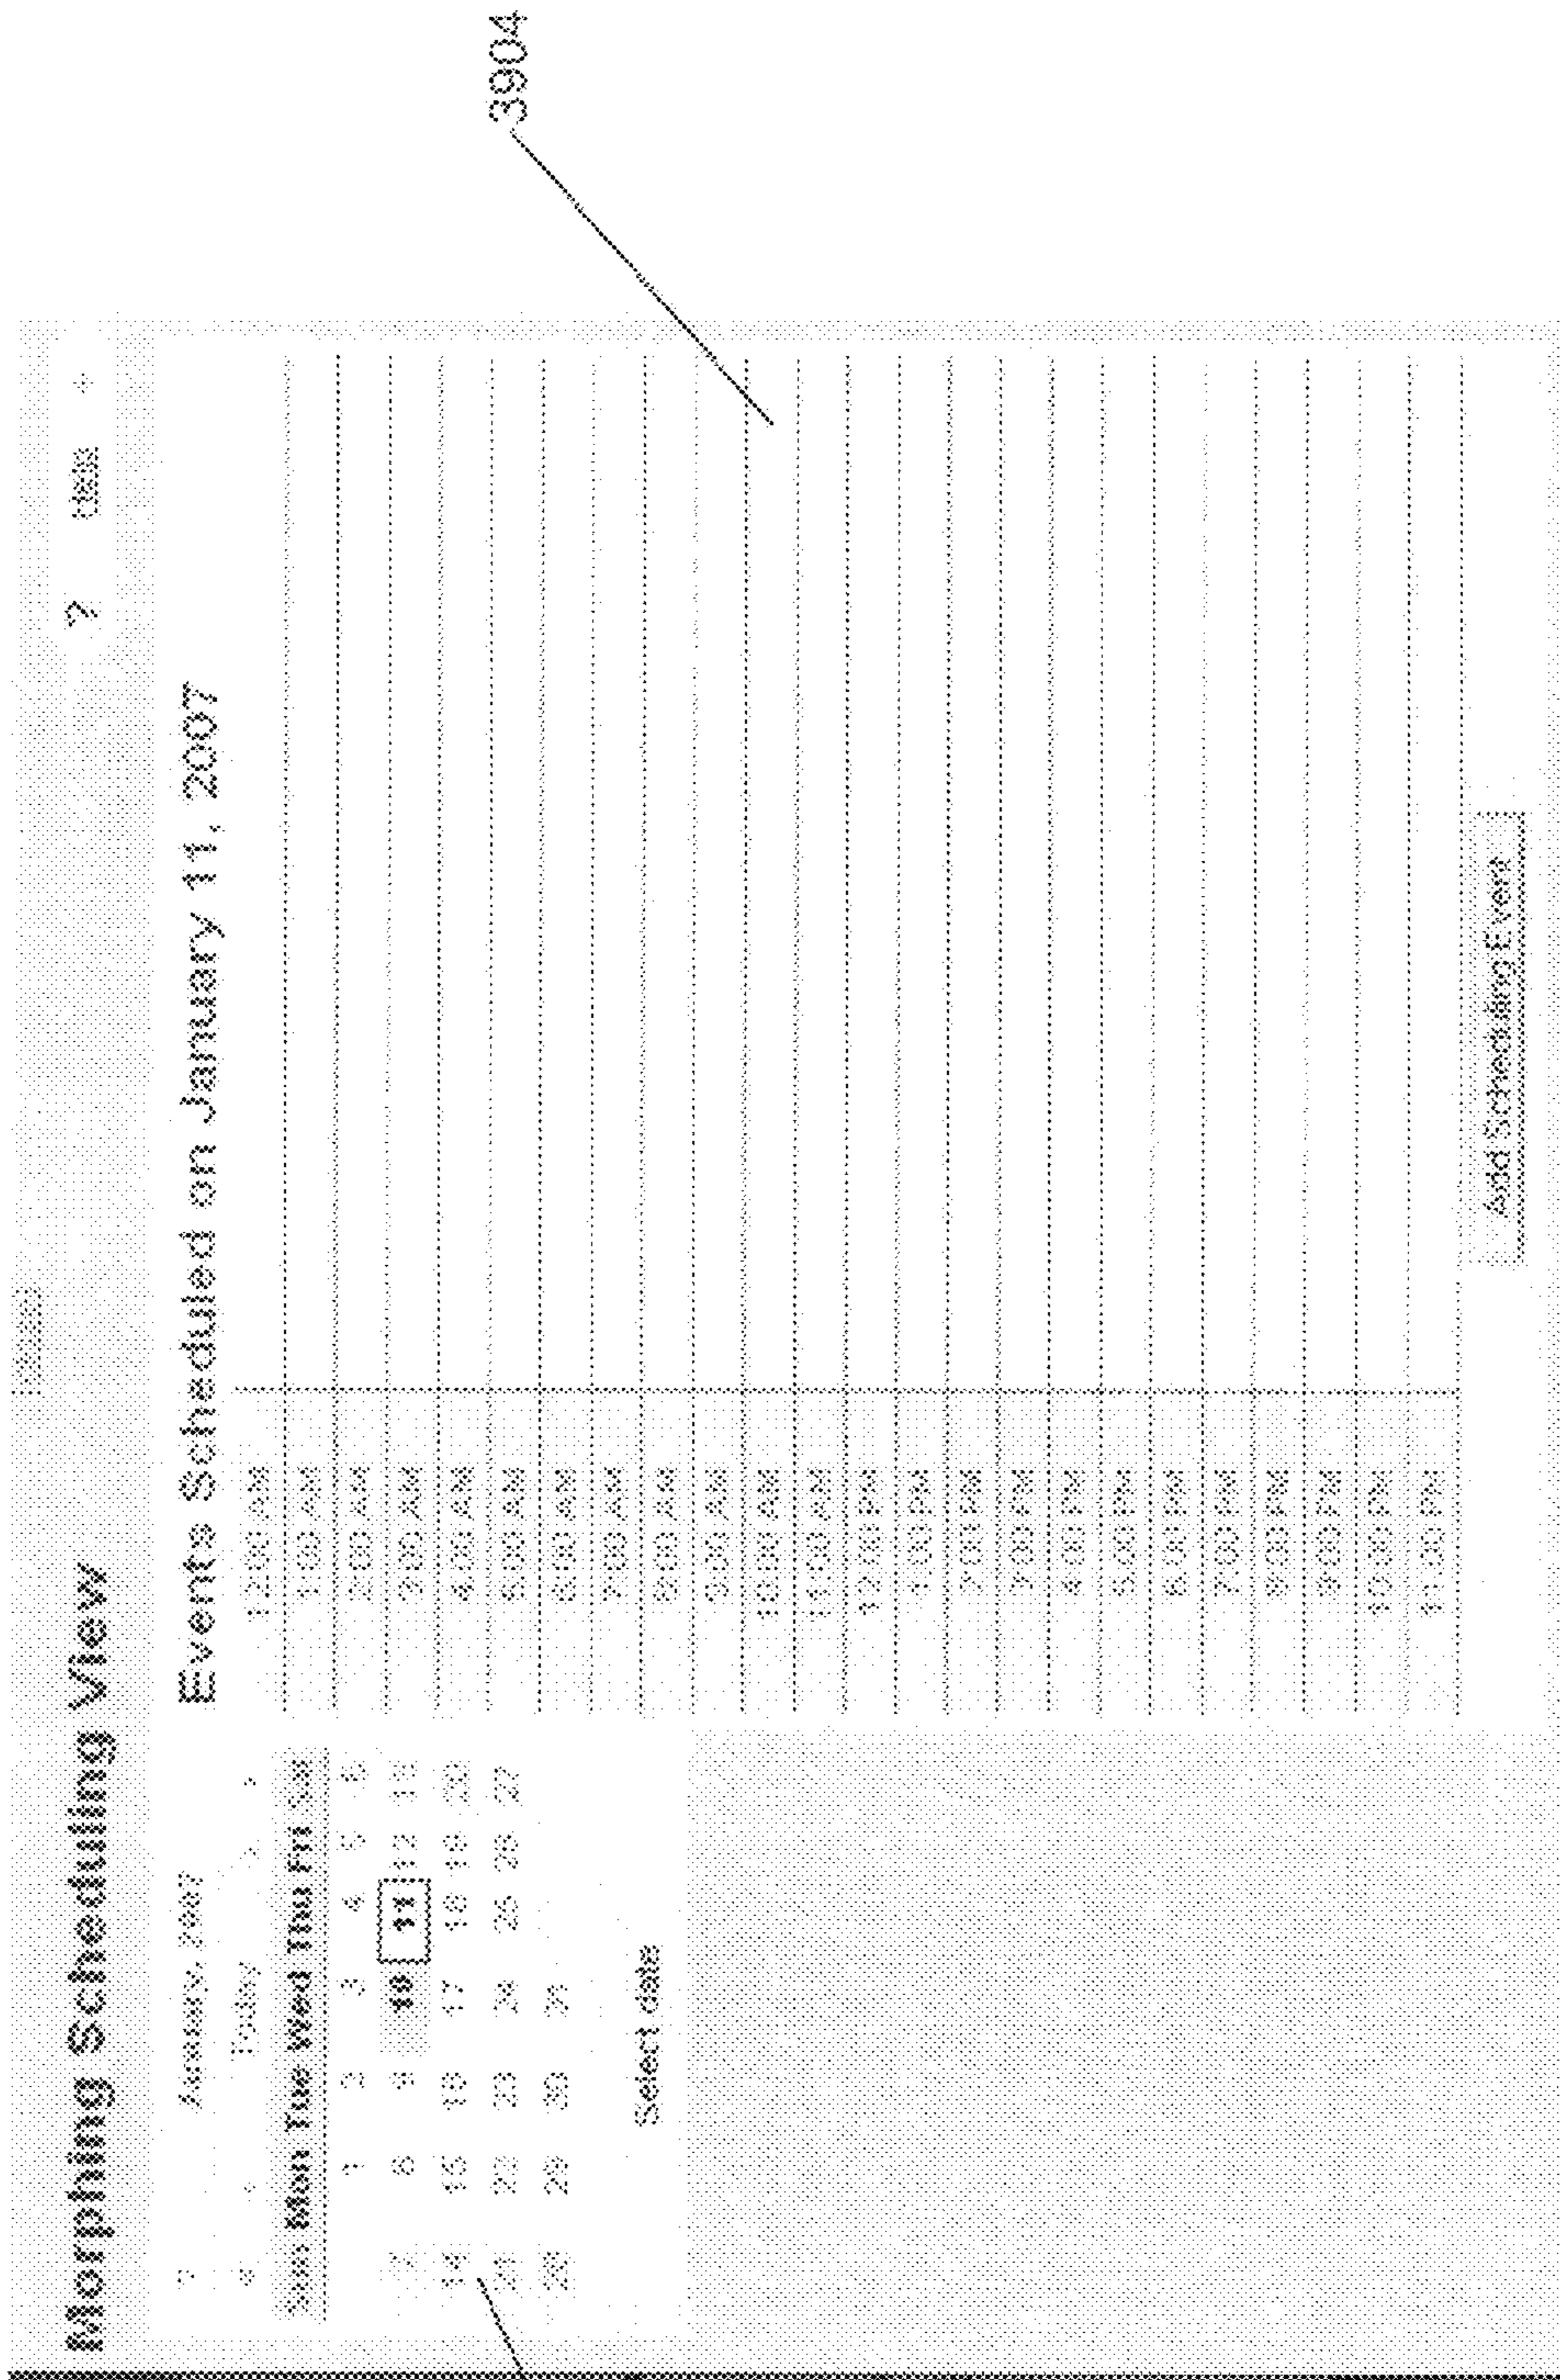 Morphing Scheduling View
?
January, 2007
Today
Sun Mon Tue Wed Thu Fri Sat
1 2 3 4 5 6
7 8 9 10 11 12 13
14 15 16 17 18 19 20
21 22 23 24 25 26 27
28 29 30 31
Select date
Events Scheduled on January 11, 2007
12:00 AM
1:00 AM
2:00 AM
3:00 AM
4:00 AM
5:00 AM
6:00 AM
7:00 AM
8:00 AM
9:00 AM
10:00 AM
11:00 AM
12:00 PM
1:00 PM
2:00 PM
3:00 PM
4:00 PM
5:00 PM
6:00 PM
7:00 PM
8:00 PM
9:00 PM
10:00 PM
11:00 PM
Add Scheduling Event
3904